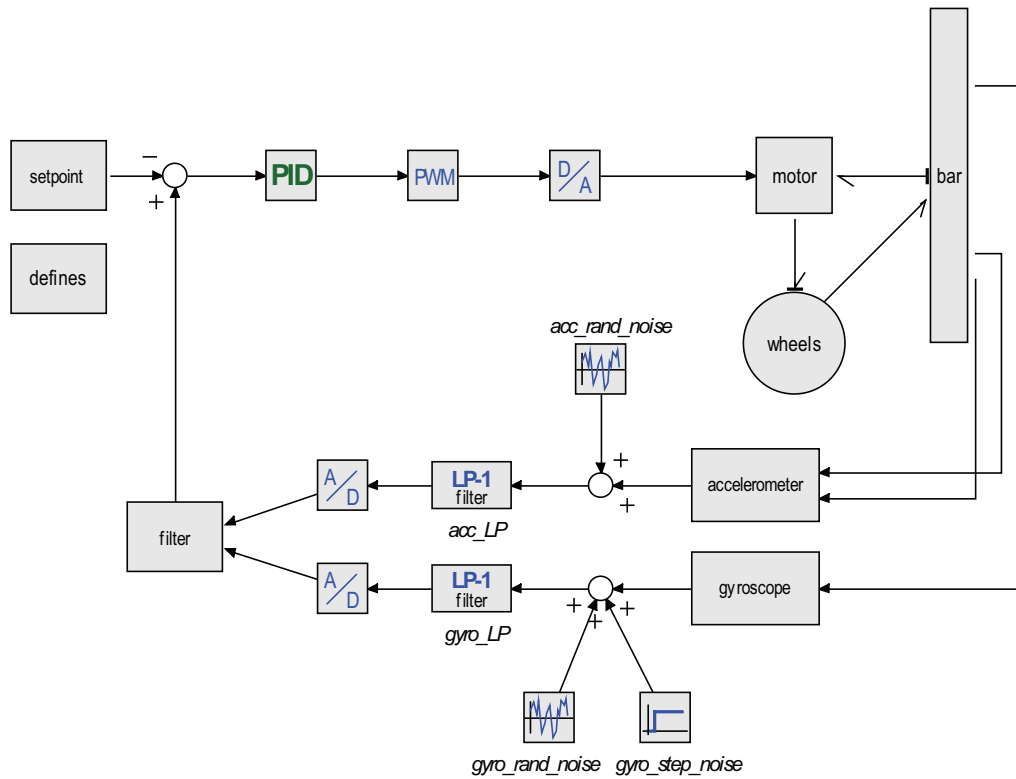 setpoint
−
+
PID
PWM
D/A
motor
bar
defines
wheels
acc_rand_noise
+
+
A/D
LP-1
filter
acc_LP
accelerometer
filter
A/D
LP-1
filter
gyro_LP
+
+
+
gyroscope
gyro_rand_noise
gyro_step_noise